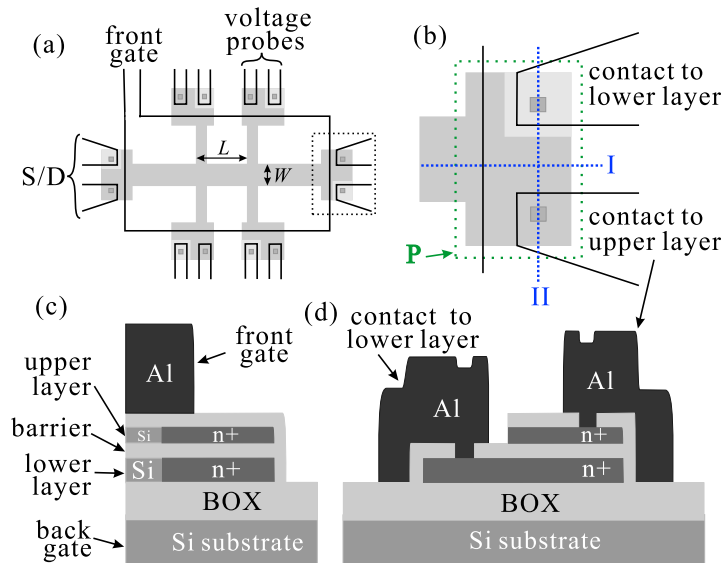 (a)
front
gate
voltage
probes
L
W
S/D
(b)
contact to
lower layer
I
contact to
upper layer
P
II
(c)
front
gate
Al
upper
layer
Si
n+
barrier
lower
layer
Si
n+
BOX
back
gate
Si substrate
(d)
contact to
lower layer
Al
Al
n+
n+
BOX
Si substrate